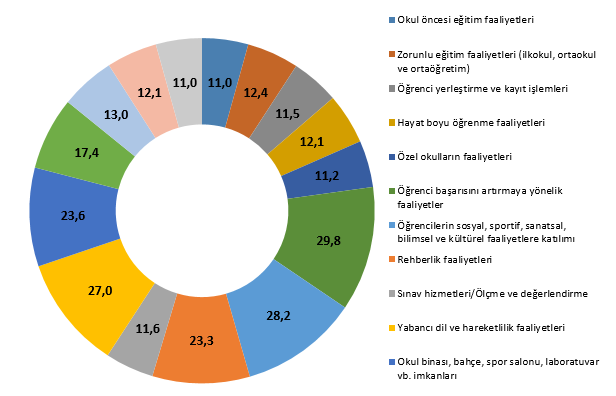 11,0
12,4
11,5
12,1
11,2
29,8
28,2
23,3
11,6
27,0
23,6
17,4
13,0
12,1
11,0
Okul öncesi eğitim faaliyetleri
Zorunlu eğitim faaliyetleri (ilkokul, ortaokul
ve ortaöğretim)
Öğrenci yerleştirme ve kayıt işlemleri
Hayat boyu öğrenme faaliyetleri
Özel okulların faaliyetleri
Öğrenci başarısını artırmaya yönelik
faaliyetler
Öğrencilerin sosyal, sportif, sanatsal,
bilimsel ve kültürel faaliyetlere katılımı
Rehberlik faaliyetleri
Sınav hizmetleri/Ölçme ve değerlendirme
Yabancı dil ve hareketlilik faaliyetleri
Okul binası, bahçe, spor salonu, laboratuvar
vb. imkanları